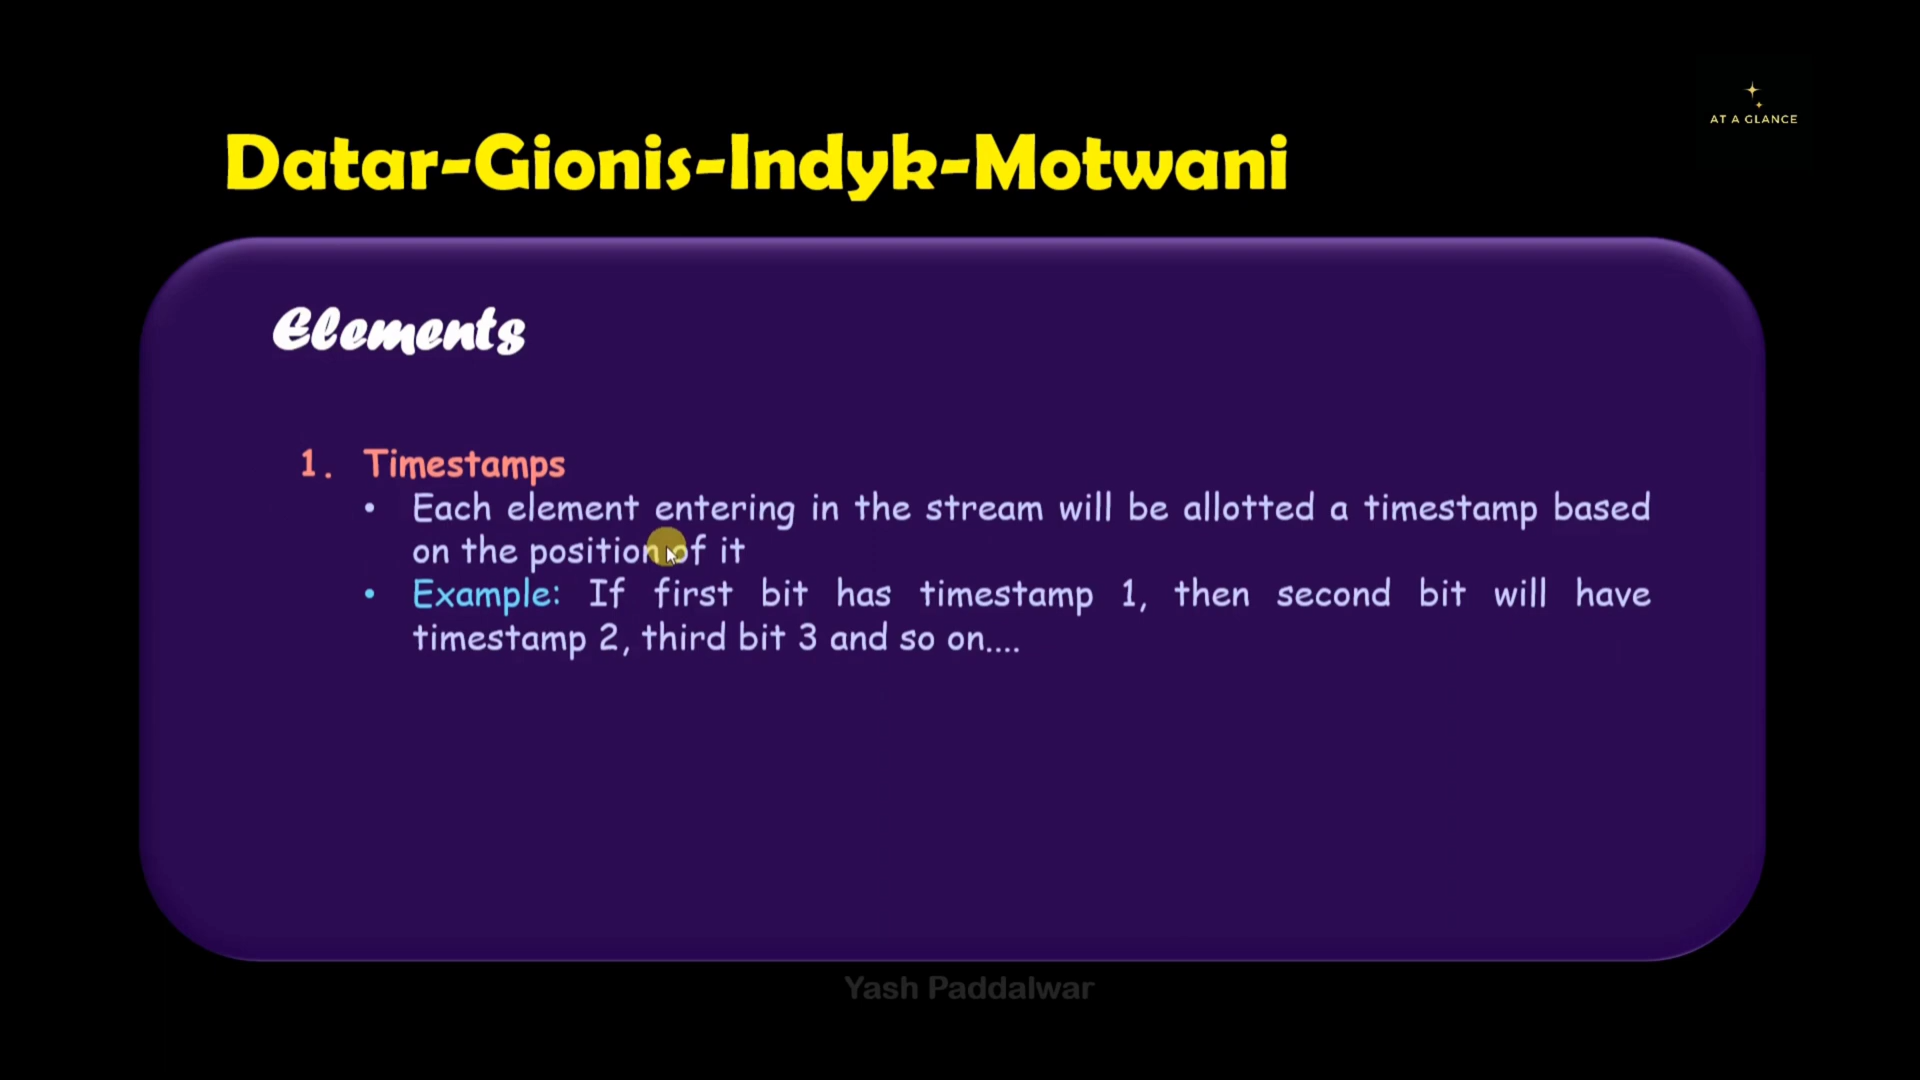 AT A GLANCE
Datar-Gionis-Indyk-Motwani
Elements
1. Timestamps
• Each element entering in the stream will be allotted a timestamp based
on the position of it
• Example: If first bit has timestamp 1, then second bit will have
timestamp 2, third bit 3 and so on....
Yash Paddalwar